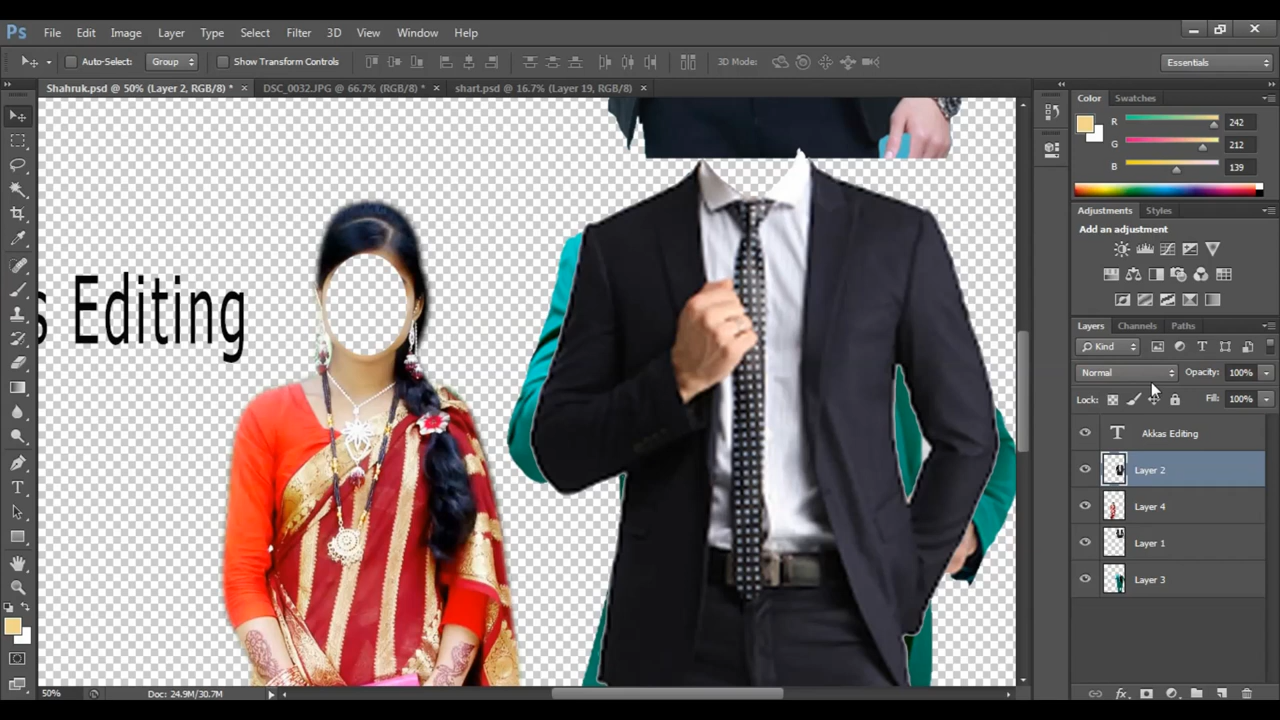 Ps File Edit Image Layer Type Select Filter 3D View Window Help
Auto-Select: Group Show Transform Controls 3D Mode: Essentials
Shahruk.psd @ 50% (Layer 2, RGB/8) * × DSC_0032.JPG @ 66.7% (RGB/8) * × shart.psd @ 16.7% (Layer 19, RGB/8) ×
Color Swatches
R 242
G 212
B 139
Adjustments Styles
Add an adjustment
Layers Channels Paths
Kind
Normal Opacity: 100%
Lock: Fill: 100%
T Akkas Editing
Layer 2
Layer 4
Layer 1
Layer 3
s Editing
50% Doc: 24.9M/30.7M